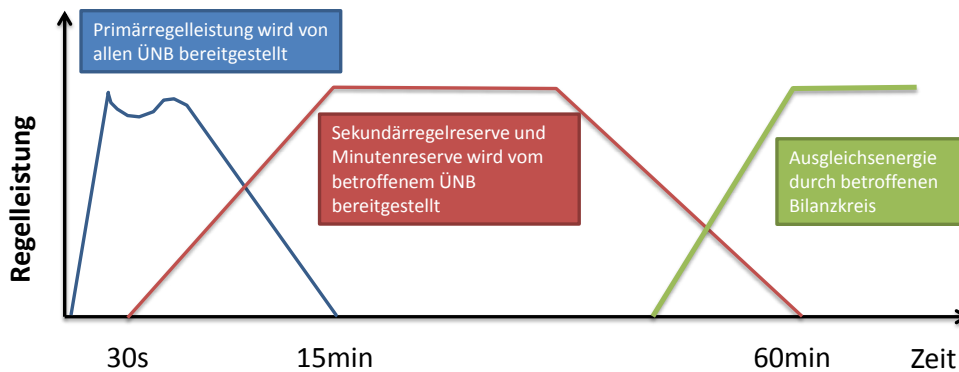 Primärregelleistung wird von
allen ÜNB bereitgestellt
Regelleistung
Sekundärregelreserve und
Minutenreserve wird vom
betroffenem ÜNB
bereitgestellt
Ausgleichsenergie
durch betroffenen
Bilanzkreis
30s
15min
60min
Zeit